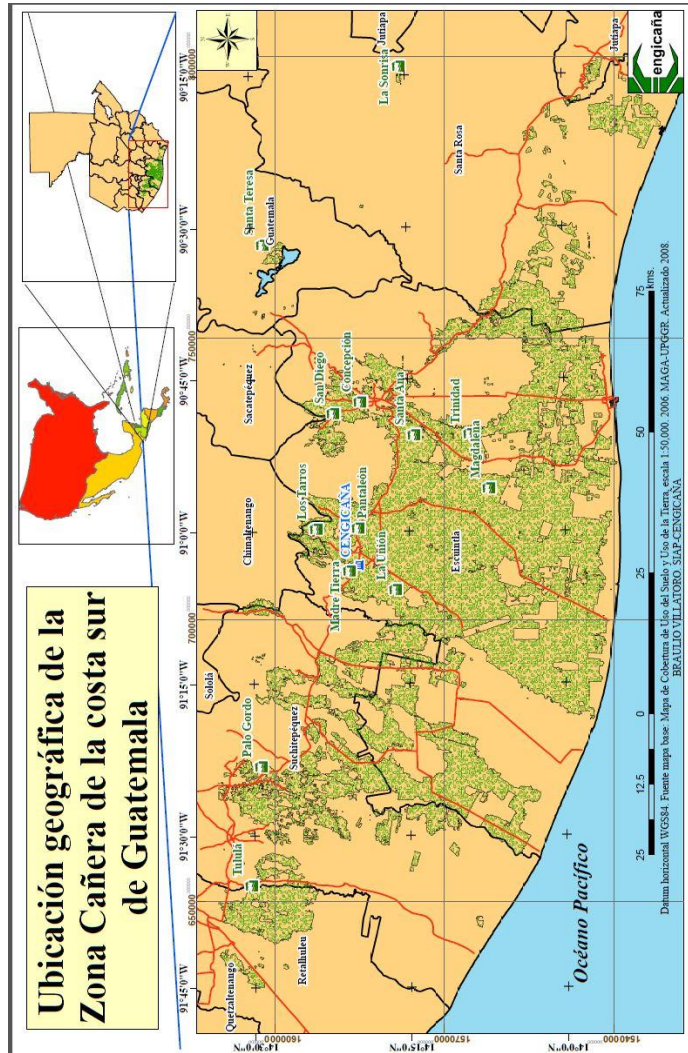 Ubicación geográfica de la
Zona Cañera de la costa sur
de Guatemala
91°45'0"W
91°30'0"W
91°15'0"W
91°0'0"W
90°45'0"W
90°30'0"W
90°15'0"W
650000
700000
750000
800000
Quetzaltenango
Tululá
Palo Gordo
Sololá
Chimaltenango
Sacatepéquez
Santa Teresa
Guatemala
Los Tarros
San Diego
Madre Tierra
CENGICAÑA
Pantaleon
Concepción
La Sonrisa
Jutiapa
Retalhuleu
Suchitepéquez
La Unión
Santa Ana
Escuintla
Trinidad
Magdalena
Santa Rosa
Jutiapa
14°30'0"N
1600000
14°15'0"N
1570000
14°0'0"N
1540000
Océano Pacífico
engicaña
25
12.5
0
25
50
75
kms.
Datum horizontal WGS84. Fuente mapa base: Mapa de Cobertura de Uso del Suelo y Uso de la Tierra, escala 1:50,000. 2006. MAGA-UPGGR. Actualizado 2008.
BRAULIO VILLATORO. SIAP-CENGICAÑA